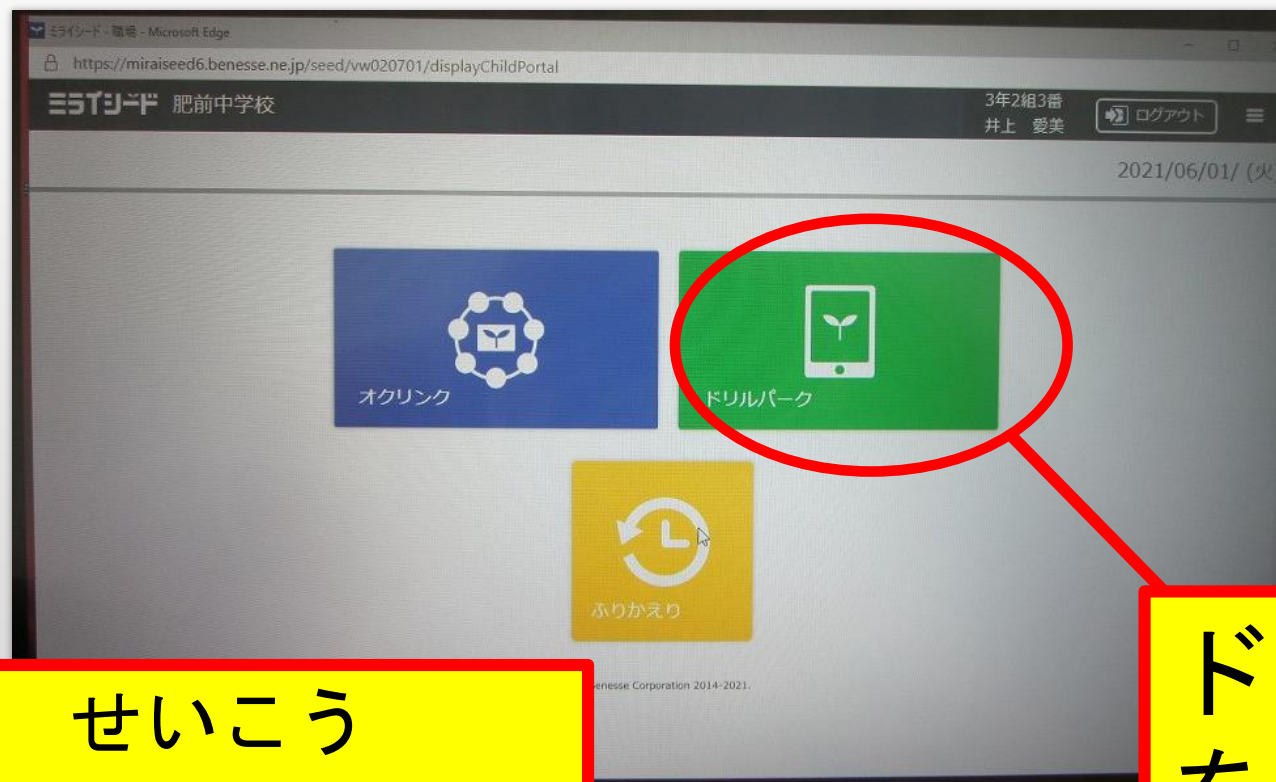 ミライシード - 職場 - Microsoft Edge
https://miraiseed6.benesse.ne.jp/seed/vw020701/displayChildPortal
ミライシード 肥前中学校
3年2組3番
井上 愛美
ログアウト
2021/06/01/ (火
オクリンク
ドリルパーク
ふりかえり
Benesse Corporation 2014-2021.
せいこう
ド